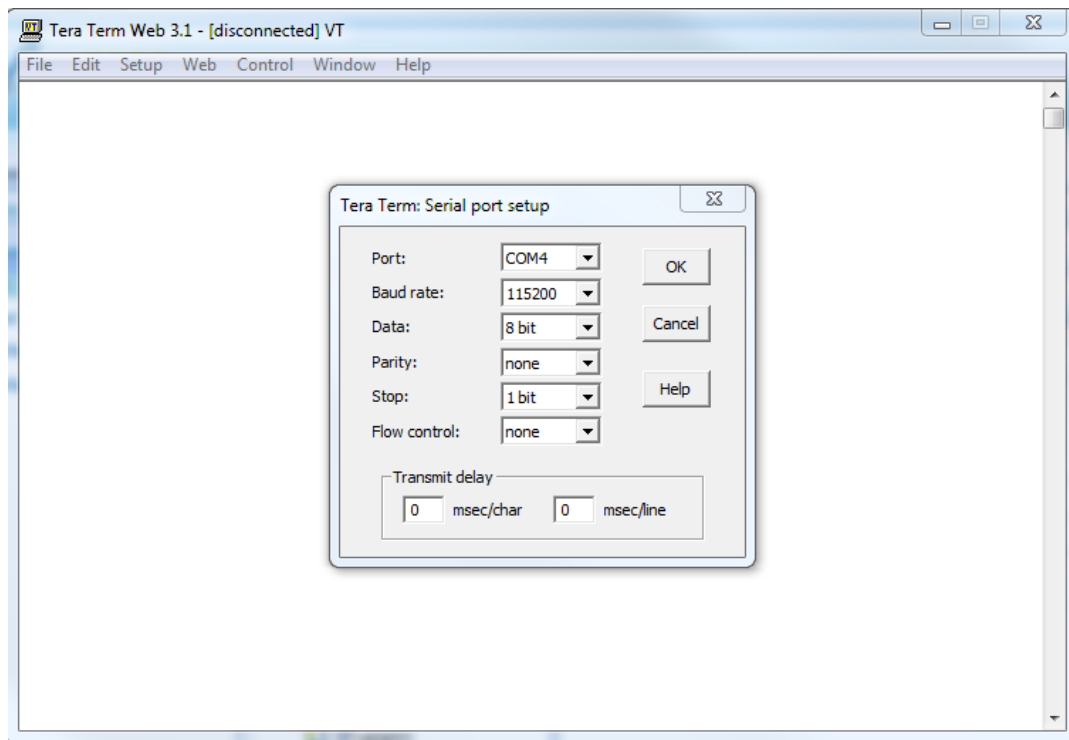 Tera Term Web 3.1 - [disconnected] VT
File Edit Setup Web Control Window Help
Tera Term: Serial port setup
Port: COM4 OK
Baud rate: 115200
Data: 8 bit Cancel
Parity: none
Stop: 1 bit Help
Flow control: none
Transmit delay
0 msec/char 0 msec/line